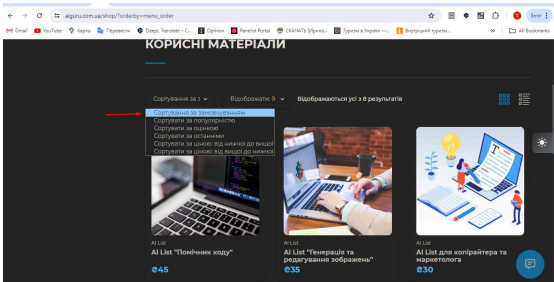 aiguru.com.ua/shop/?orderby=menu_order
Error
Gmail YouTube Карти Перевести DeepL Translate – C... Opinion Panelist Portal СКАЧАТЬ [Ирина... Туризм в Україні —... Внутрішній туризм... All Bookmarks
КОРИСНІ МАТЕРІАЛИ
Сортування за з Відображати: 9 Відображаються усі з 8 результатів
Сортування за замовчуванням
Сортувати за популярністю
Сортувати за оцінкою
Сортувати за останніми
Сортувати за ціною: від нижчої до вищої
Сортувати за ціною: від вищої до нижчої
AI List AI List AI List
AI List "Помічник коду" AI List "Генерація та редагування зображень" AI List для копірайтера та маркетолога
₴45 ₴35 ₴30